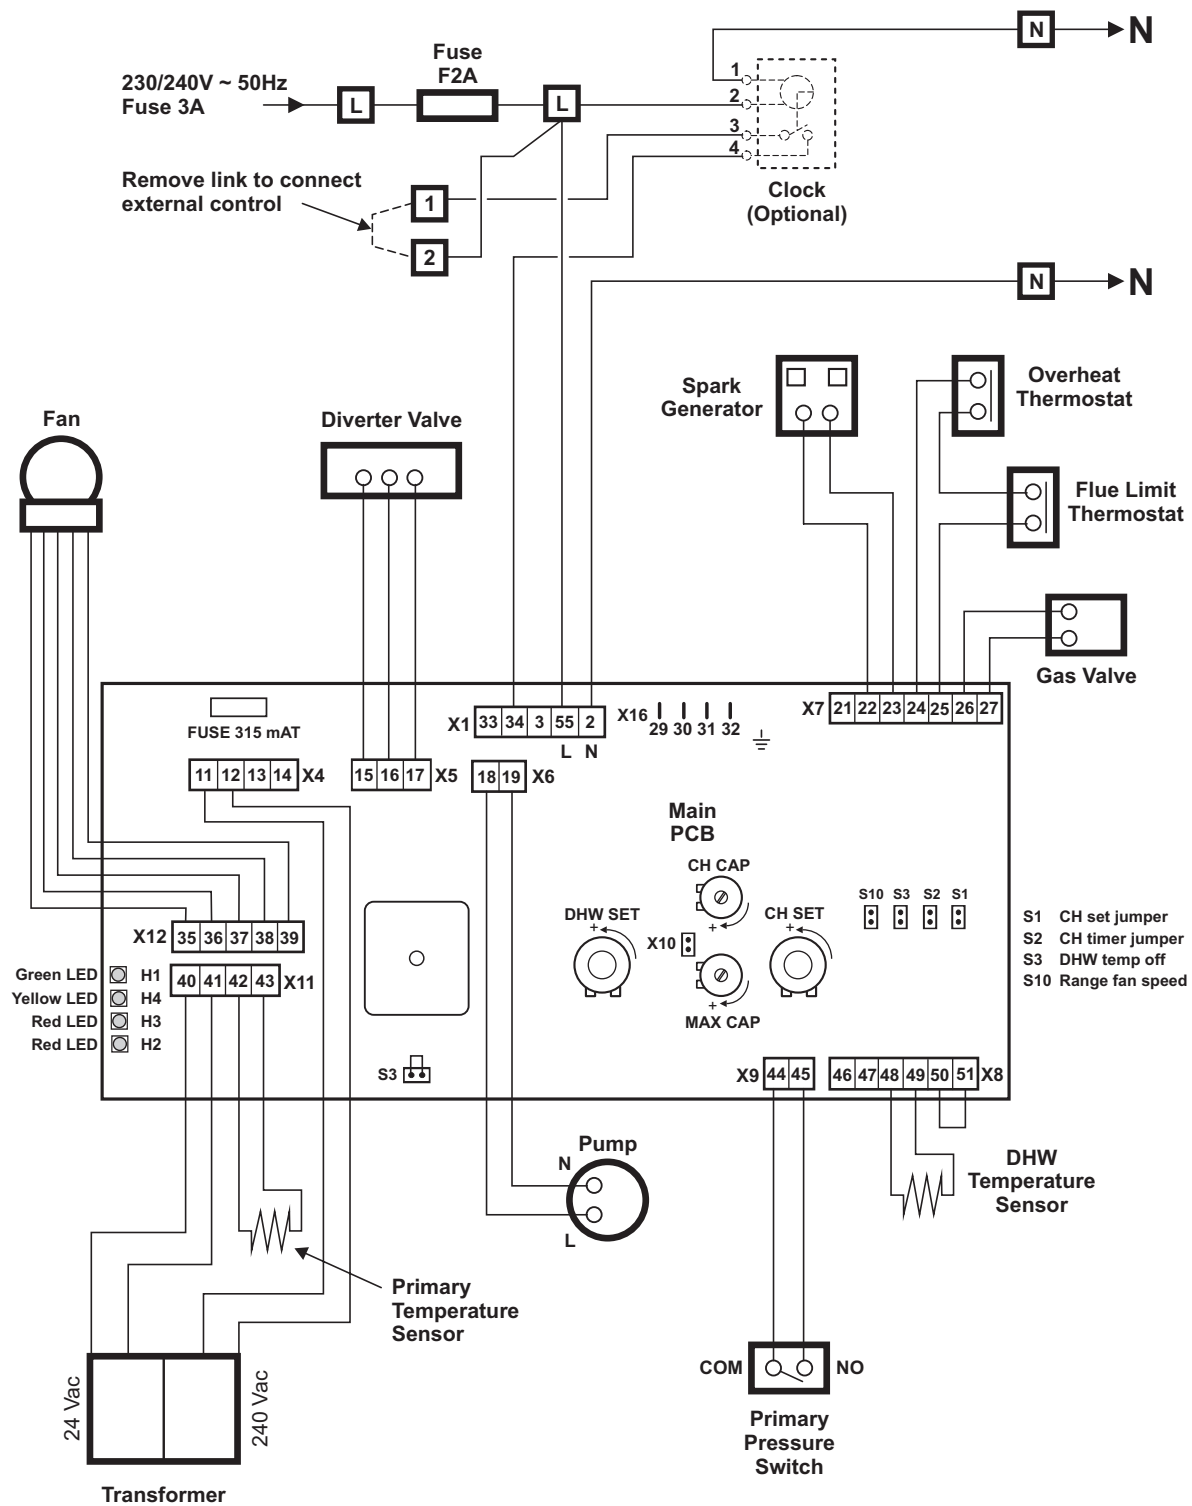 N
N
Fuse
F2A
230/240V ~ 50Hz
Fuse 3A
L
L
1
2
3
4
Clock
(Optional)
Remove link to connect
external control
1
2
N
N
Spark
Generator
Overheat
Thermostat
Fan
Diverter Valve
Flue Limit
Thermostat
Gas Valve
FUSE 315 mAT
X1
33 34 3 55 2
L N
X16
29 30 31 32
X7
21 22 23 24 25 26 27
11 12 13 14 X4
15 16 17 X5
18 19 X6
Main
PCB
CH CAP
+
DHW SET
+
CH SET
+
X10
+
MAX CAP
S10 S3 S2 S1
S1 CH set jumper
S2 CH timer jumper
S3 DHW temp off
S10 Range fan speed
X12
35 36 37 38 39
40 41 42 43 X11
Green LED H1
Yellow LED H4
Red LED H3
Red LED H2
S3
X9
44 45
46 47 48 49 50 51 X8
Pump
N
L
DHW
Temperature
Sensor
Primary
Temperature
Sensor
COM
NO
Primary
Pressure
Switch
24 Vac
240 Vac
Transformer